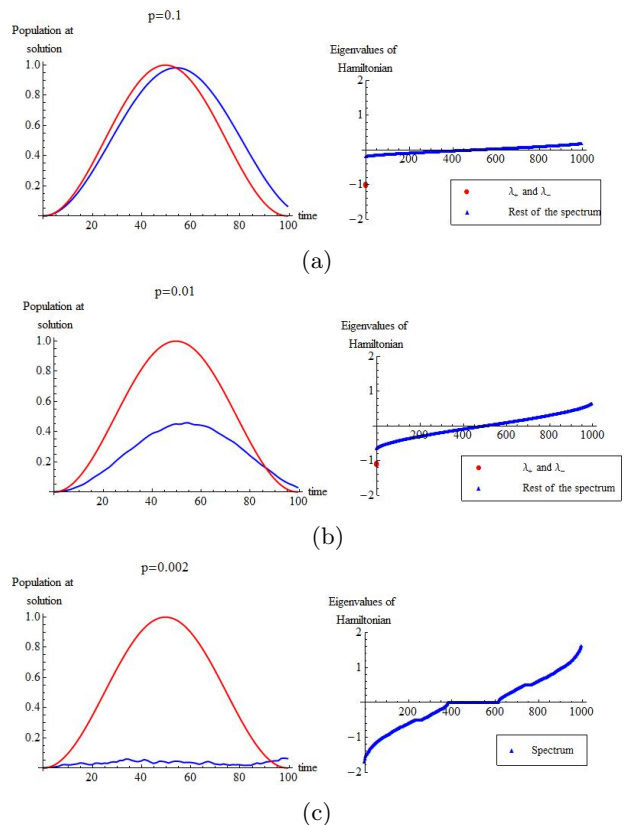 p=0.1
Population at
solution
1.0
0.8
0.6
0.4
0.2
20 40 60 80 100
time
Eigenvalues of
Hamiltonian
2
1
-1
-2
200 400 600 800 1000
λ₊ and λ₋
Rest of the spectrum
(a)
p=0.01
Population at
solution
1.0
0.8
0.6
0.4
0.2
20 40 60 80 100
time
Eigenvalues of
Hamiltonian
2
1
-1
-2
200 400 600 800 1000
λ₊ and λ₋
Rest of the spectrum
(b)
p=0.002
Population at
solution
1.0
0.8
0.6
0.4
0.2
20 40 60 80 100
time
Eigenvalues of
Hamiltonian
2
1
-1
-2
200 400 600 800 1000
Spectrum
(c)